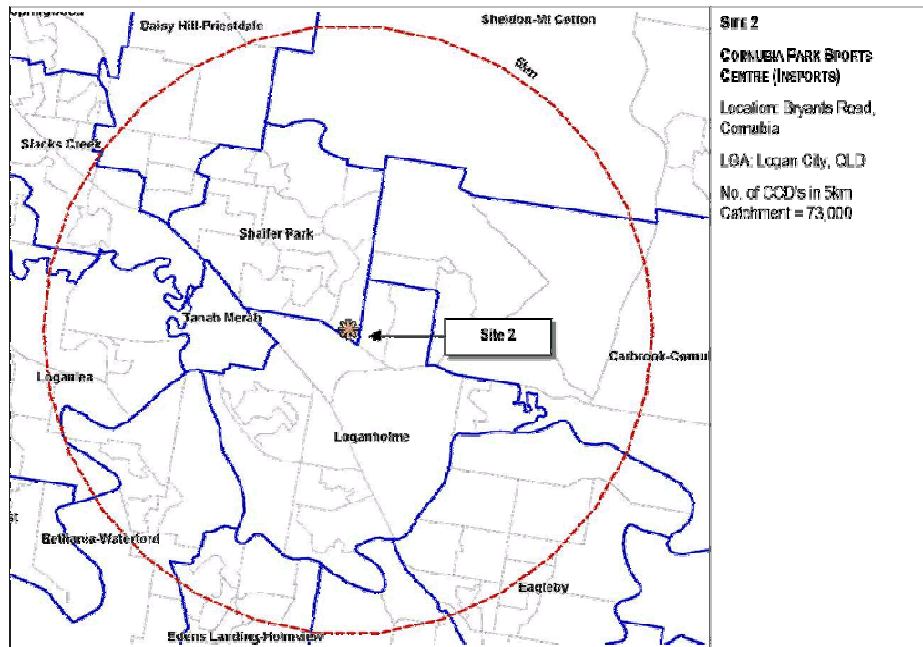 Daisy Hill-Priestdale
Sheldon-Mt Cotton
5km
Slacks Creek
Shailer Park
Tanah Merah
Site 2
Carbrook-Cornu
Loganlea
Loganholme
st
Bethania-Waterford
Eagleby
Edens Landing-Holmview
SITE 2
CORNUBIA PARK SPORTS
CENTRE (INSPORTS)
Location: Bryants Road,
Cornubia
LGA: Logan City, QLD
No. of CCD's in 5km
Catchment = 73,000